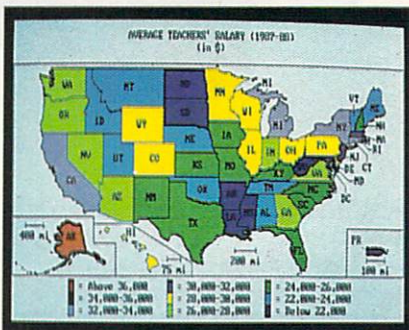 AVERAGE TEACHERS' SALARY (1987-88)
(in $)
WA
MT
ND
MN
MI
VT
ME
OR
ID
SD
WI
NY
NH
WY
MA
NV
UT
NE
IA
IL
IN
OH
PA
RI
CT
NJ
DE
MD
DC
CA
CO
KS
MO
KY
VA
NC
AZ
NM
OK
AR
TN
SC
TX
LA
AL
GA
FL
AK
HI
PR
400 mi
75 mi
200 mi
100 mi
= Above 36,000
= 34,000-36,000
= 32,000-34,000
= 30,000-32,000
= 28,000-30,000
= 26,000-28,000
= 24,000-26,000
= 22,000-24,000
= Below 22,000